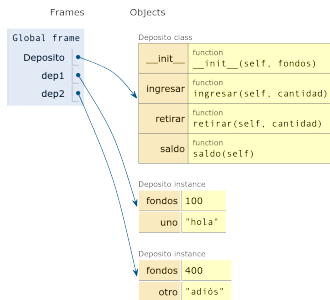 Frames Objects
Global frame
Deposito
dep1
dep2
Deposito class
__init__ function
__init__(self, fondos)
ingresar function
ingresar(self, cantidad)
retirar function
retirar(self, cantidad)
saldo function
saldo(self)
Deposito instance
fondos 100
uno "hola"
Deposito instance
fondos 400
otro "adiós"